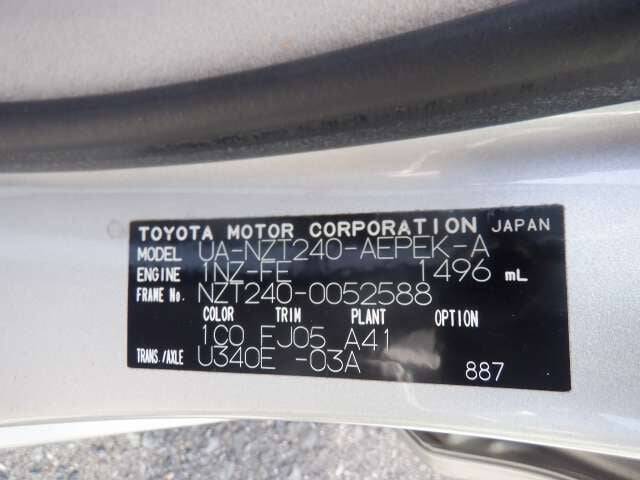 TOYOTA MOTOR CORPORATION JAPAN
MODEL UA-NZT240-AEPEK-A
ENGINE 1NZ-FE 1496 mL
FRAME No. NZT240-0052588
COLOR TRIM PLANT OPTION
1C0 FJ05 A41
TRANS./AXLE U340E -03A 887